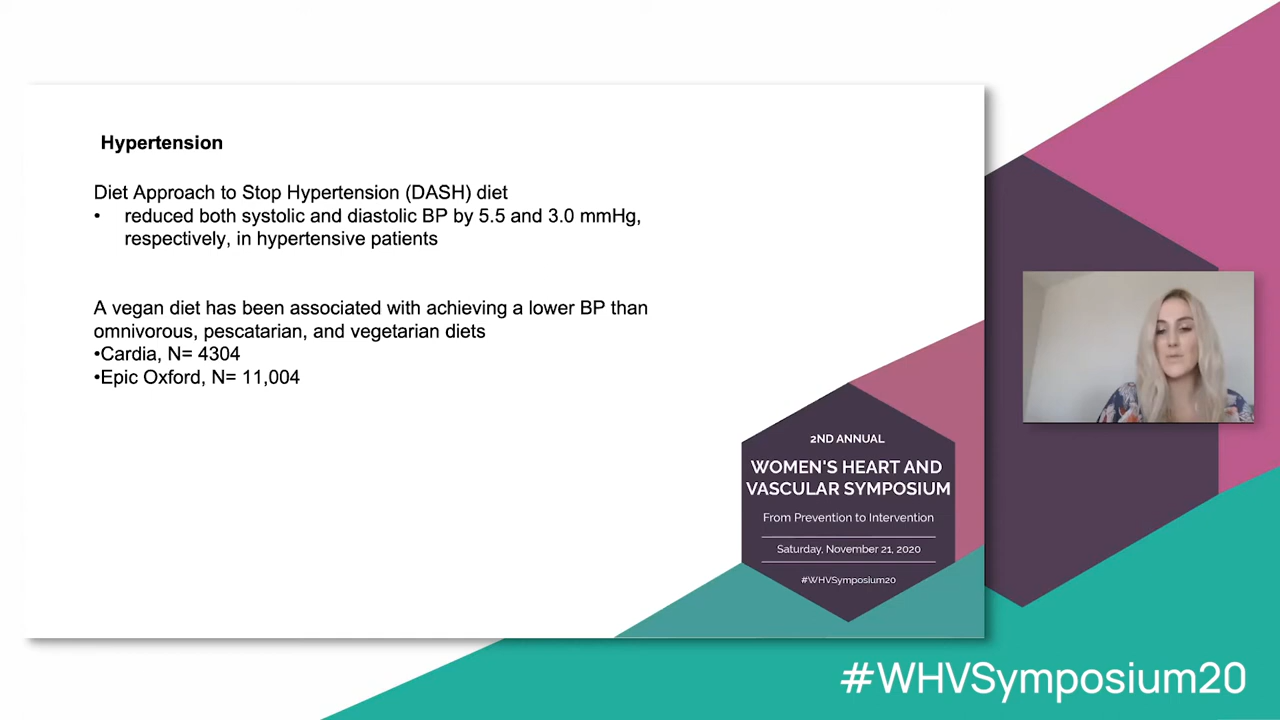 Hypertension
Diet Approach to Stop Hypertension (DASH) diet
• reduced both systolic and diastolic BP by 5.5 and 3.0 mmHg,
respectively, in hypertensive patients
A vegan diet has been associated with achieving a lower BP than
omnivorous, pescatarian, and vegetarian diets
•Cardia, N= 4304
•Epic Oxford, N= 11,004
2ND ANNUAL
WOMEN'S HEART AND
VASCULAR SYMPOSIUM
From Prevention to Intervention
Saturday, November 21, 2020
#WHVSymposium20
#WHVSymposium20